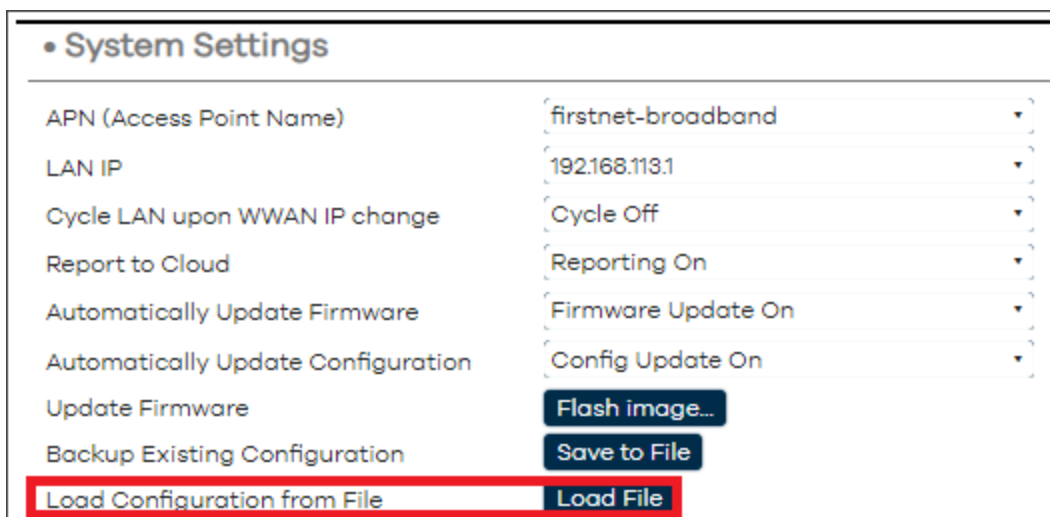 • System Settings
APN (Access Point Name) firstnet-broadband
LAN IP 192.168.113.1
Cycle LAN upon WWAN IP change Cycle Off
Report to Cloud Reporting On
Automatically Update Firmware Firmware Update On
Automatically Update Configuration Config Update On
Update Firmware Flash image...
Backup Existing Configuration Save to File
Load Configuration from File Load File